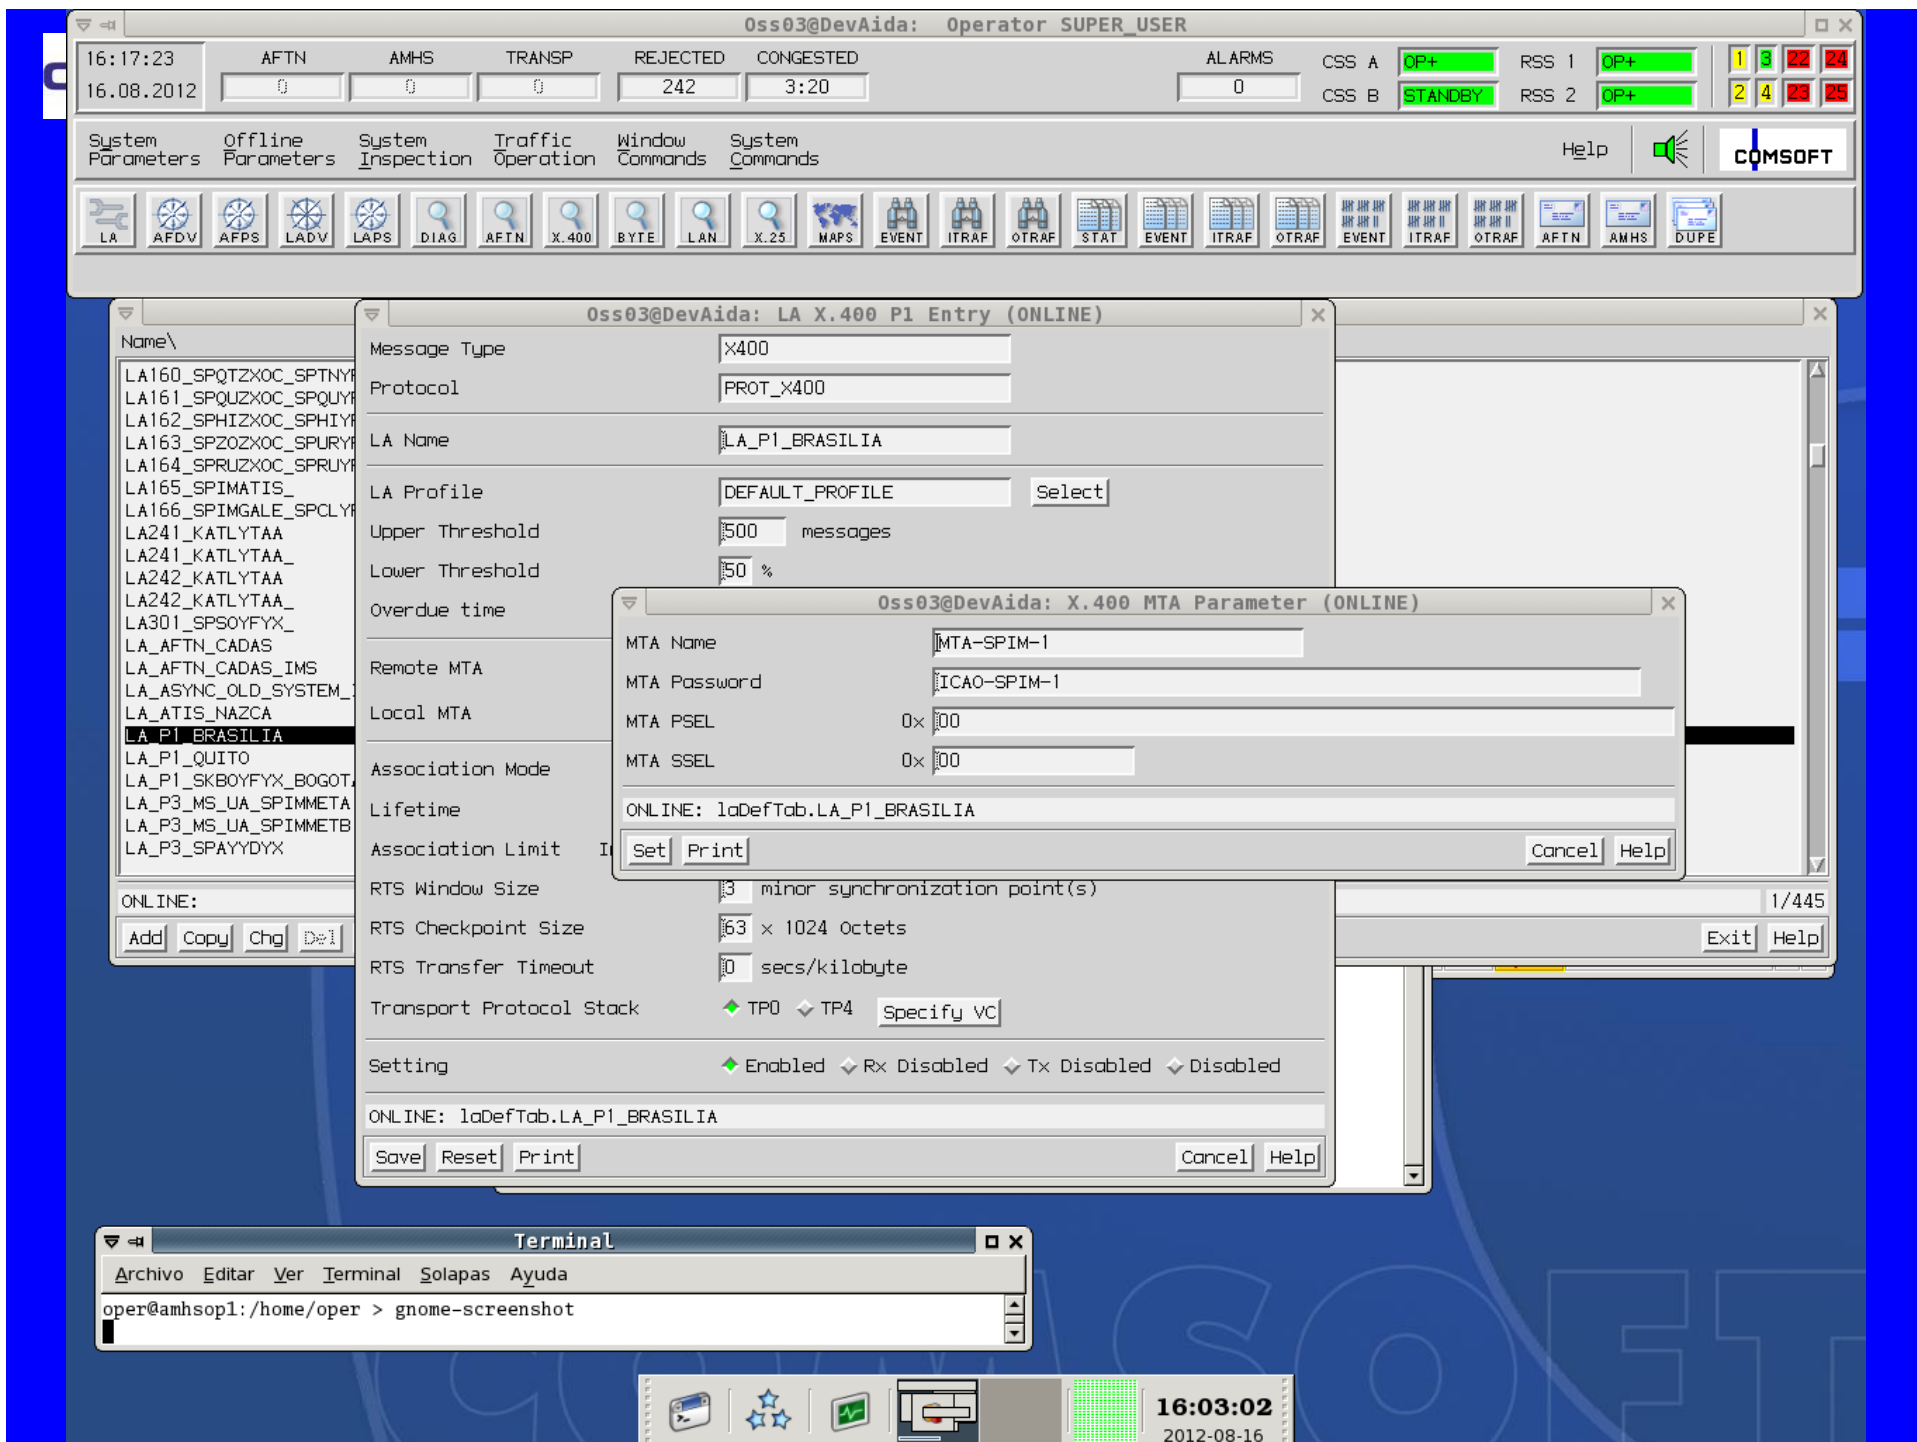 Oss03@DevAida: Operator SUPER_USER
16:17:23 AFTN AMHS TRANSP REJECTED CONGESTED ALARMS CSS A OP+ RSS 1 OP+ 1 3 22 24
16.08.2012 0 0 0 242 3:20 0 CSS B STANDBY RSS 2 OP+ 2 4 23 25
System Parameters Offline Parameters System Inspection Traffic Operation Window Commands System Commands Help COMSOFT
LA AFDV AFPS LADV LAPS DIAG AFTN X.400 BYTE LAN X.25 MAPS EVENT ITRAF OTRAF STAT EVENT ITRAF OTRAF EVENT ITRAF OTRAF AFTN AMHS DUPE
Name\
LA160_SPQTZXOC_SPTNY
LA161_SPQUZXOC_SPQUY
LA162_SPHIZXOC_SPHIY
LA163_SPZOZXOC_SPURY
LA164_SPRUZXOC_SPRUY
LA165_SPIMATIS_
LA166_SPIMGALE_SPCLY
LA241_KATLYTAA
LA241_KATLYTAA_
LA242_KATLYTAA
LA242_KATLYTAA_
LA301_SPSOYFYX_
LA_AFTN_CADAS
LA_AFTN_CADAS_IMS
LA_ASYNC_OLD_SYSTEM_
LA_ATIS_NAZCA
LA_P1_BRASILIA
LA_P1_QUITO
LA_P1_SKBOYFYX_BOGOT
LA_P3_MS_UA_SPIMMETA
LA_P3_MS_UA_SPIMMETB
LA_P3_SPAYYDYX
ONLINE:
1/445
Add Copy Chg Del
Exit Help
Oss03@DevAida: LA X.400 P1 Entry (ONLINE)
Message Type X400
Protocol PROT_X400
LA Name LA_P1_BRASILIA
LA Profile DEFAULT_PROFILE Select
Upper Threshold 500 messages
Lower Threshold 50 %
Overdue time
Remote MTA
Local MTA
Association Mode
Lifetime
Association Limit
RTS Window Size 3 minor synchronization point(s)
RTS Checkpoint Size 63 x 1024 Octets
RTS Transfer Timeout 0 secs/kilobyte
Transport Protocol Stack TP0 TP4 Specify VC
Setting Enabled Rx Disabled Tx Disabled Disabled
ONLINE: laDefTab.LA_P1_BRASILIA
Save Reset Print Cancel Help
Oss03@DevAida: X.400 MTA Parameter (ONLINE)
MTA Name MTA-SPIM-1
MTA Password ICAO-SPIM-1
MTA PSEL 0x 00
MTA SSEL 0x 00
ONLINE: laDefTab.LA_P1_BRASILIA
Set Print Cancel Help
Terminal
Archivo Editar Ver Terminal Solapas Ayuda
oper@amhsop1:/home/oper > gnome-screenshot
COMSOFT
16:03:02
2012-08-16